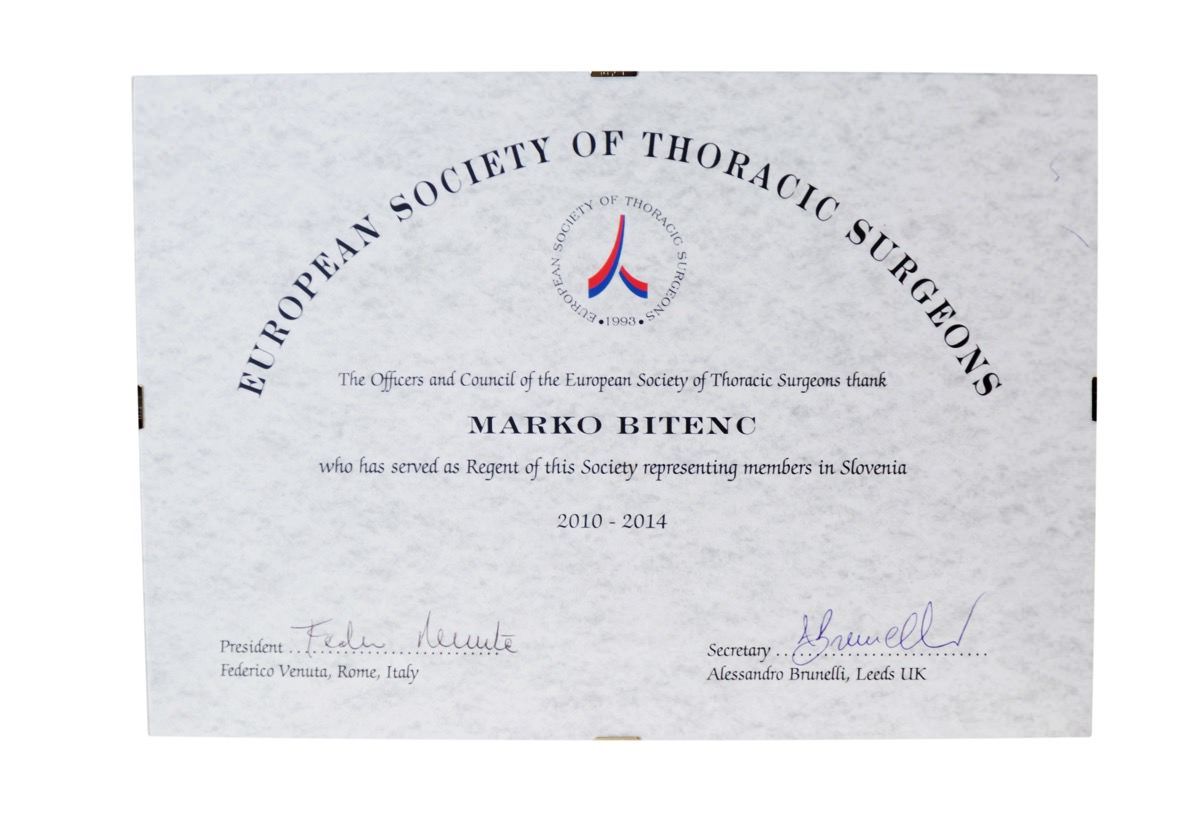 EUROPEAN SOCIETY OF THORACIC SURGEONS
EUROPEAN SOCIETY OF THORACIC SURGEONS
•1993•
The Officers and Council of the European Society of Thoracic Surgeons thank
MARKO BITENC
who has served as Regent of this Society representing members in Slovenia
2010 - 2014
President
Federico Venuta, Rome, Italy
Secretary ABrunelli
Alessandro Brunelli, Leeds UK